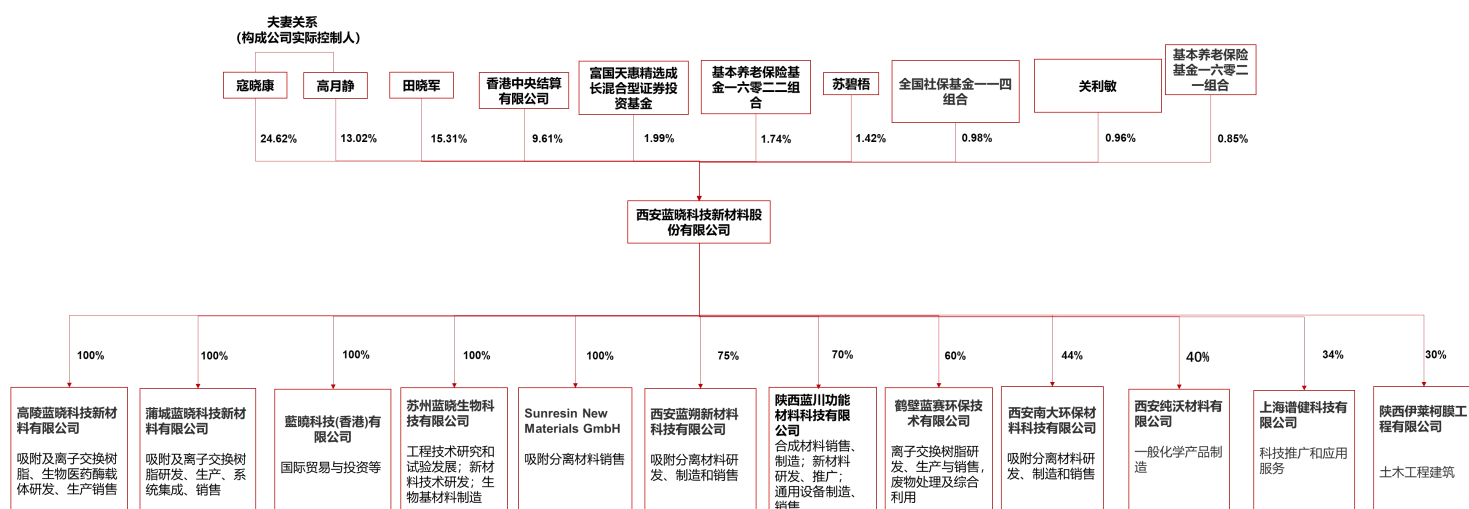 夫妻关系
（构成公司实际控制人）
寇晓康
高月静
田晓军
香港中央结算
有限公司
富国天惠精选成
长混合型证券投
资基金
基本养老保险基
金一六零二二组
合
苏碧梧
全国社保基金一一四
组合
关利敏
基本养老保险
基金一六零二
一组合
24.62%
13.02%
15.31%
9.61%
1.99%
1.74%
1.42%
0.98%
0.96%
0.85%
西安蓝晓科技新材料股
份有限公司
100%
100%
100%
100%
100%
75%
70%
60%
44%
40%
34%
30%
高陵蓝晓科技新材
料有限公司
吸附及离子交换树
脂、生物医药酶载
体研发、生产销售
蒲城蓝晓科技新材
料有限公司
吸附及离子交换树
脂研发、生产、系
统集成、销售
藍曉科技(香港)有
限公司
国际贸易与投资等
苏州蓝晓生物科
技有限公司
工程技术研究和
试验发展；新材
料技术研发；生
物基材料制造
Sunresin New
Materials GmbH
吸附分离材料销售
西安蓝朔新材料
科技有限公司
吸附分离材料研
发、制造和销售
陕西蓝川功能
材料科技有限
公司
合成材料销售、
制造；新材料
研发、推广；
通用设备制造、
销售
鹤壁蓝赛环保技
术有限公司
离子交换树脂研
发、生产与销售，
废物处理及综合
利用
西安南大环保材
料科技有限公司
吸附分离材料研
发、制造和销售
西安纯沃材料有
限公司
一般化学产品制
造
上海谱健科技有
限公司
科技推广和应用
服务
陕西伊莱柯膜工
程有限公司
土木工程建筑